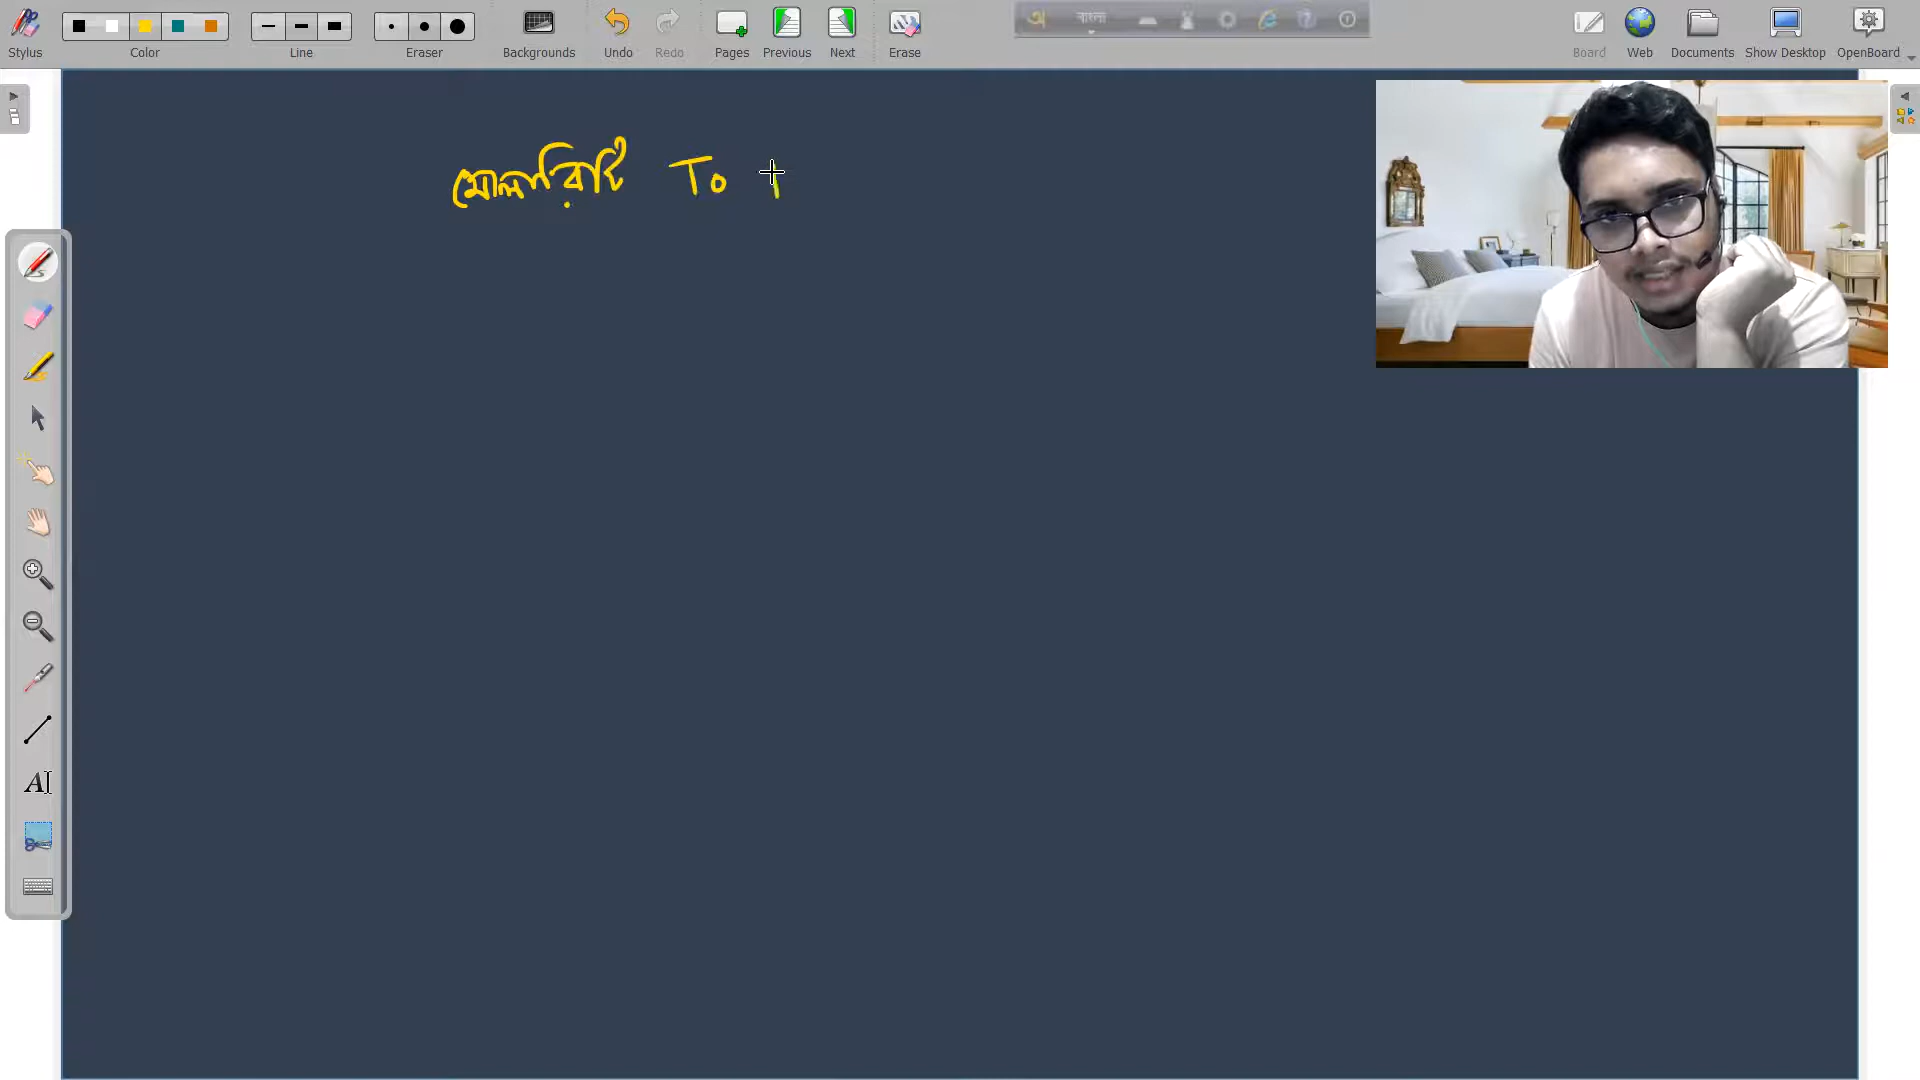 Stylus Color Line Eraser Backgrounds Undo Redo Pages Previous Next Erase অ বাংলা Board Web Documents Show Desktop OpenBoard
মোলারিটি To